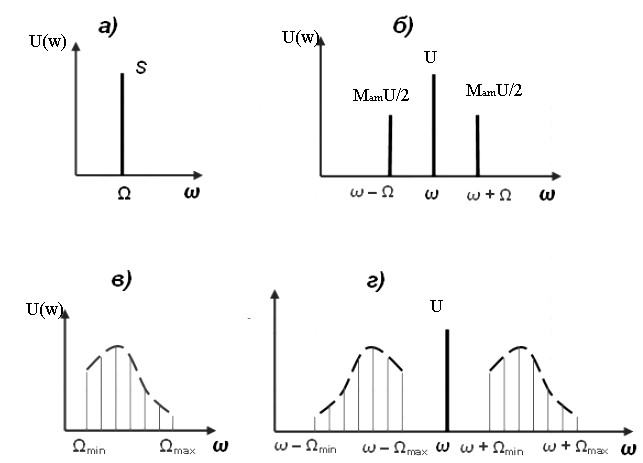 а)
б)
U(w)
S
Ω
ω
U(w)
U
MamU/2
MamU/2
ω – Ω
ω
ω + Ω
ω
в)
г)
U(w)
Ωmin
Ωmax
ω
U
ω – Ωmin
ω – Ωmax
ω
ω + Ωmin
ω + Ωmax
ω